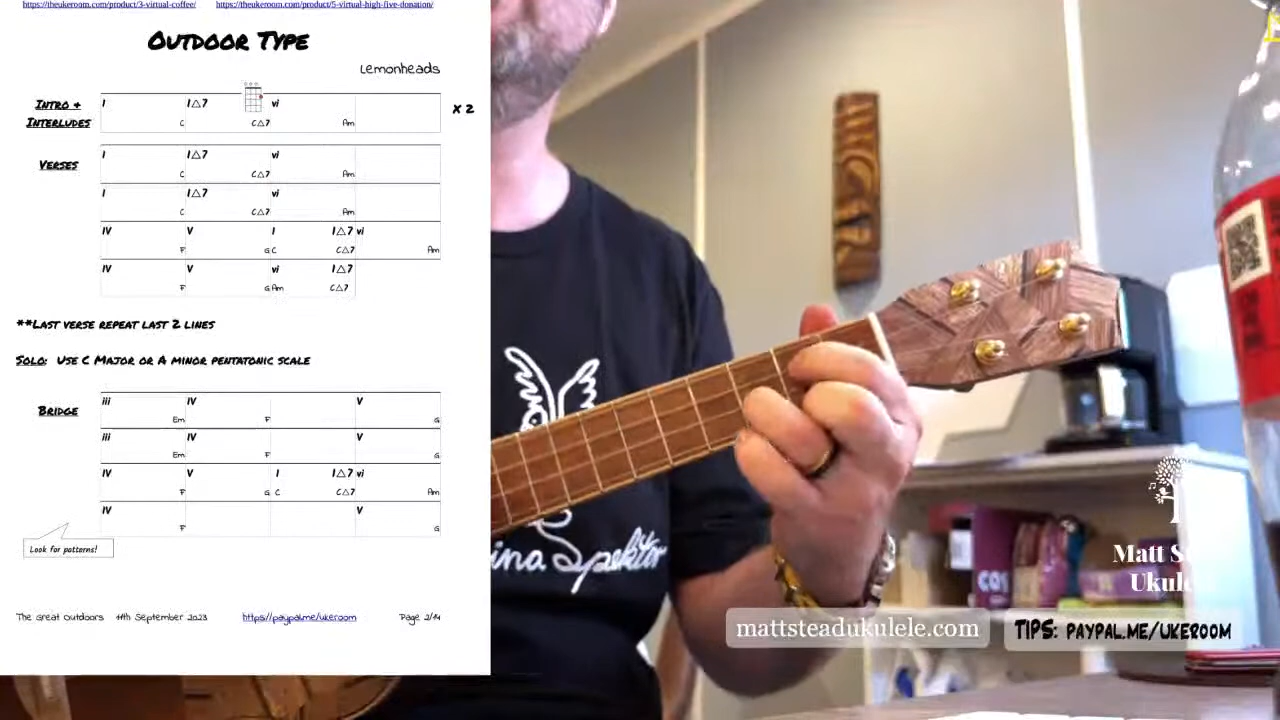 https://theukeroom.com/product/3-virtual-coffee/ https://theukeroom.com/product/5-virtual-high-five-donation/
Outdoor Type
Lemonheads
Intro + Interludes
I I△7 vi
C C△7 Am
x 2
Verses
I I△7 vi
C C△7 Am
I I△7 vi
C C△7 Am
IV V I I△7 vi
F G C C△7 Am
IV V vi I△7
F G Am C△7
**Last verse repeat last 2 lines
Solo: Use C Major or A minor pentatonic scale
Bridge
iii IV V
Em F G
iii IV V
Em F G
IV V I I△7 vi
F G C C△7 Am
IV V
F G
Look for patterns!
The Great Outdoors 14th September 2023 https://paypal.me/ukeroom Page 2/14
Spektor
COS
Matt
mattsteadukulele.com
TIPS: PAYPAL.ME/UKEROOM